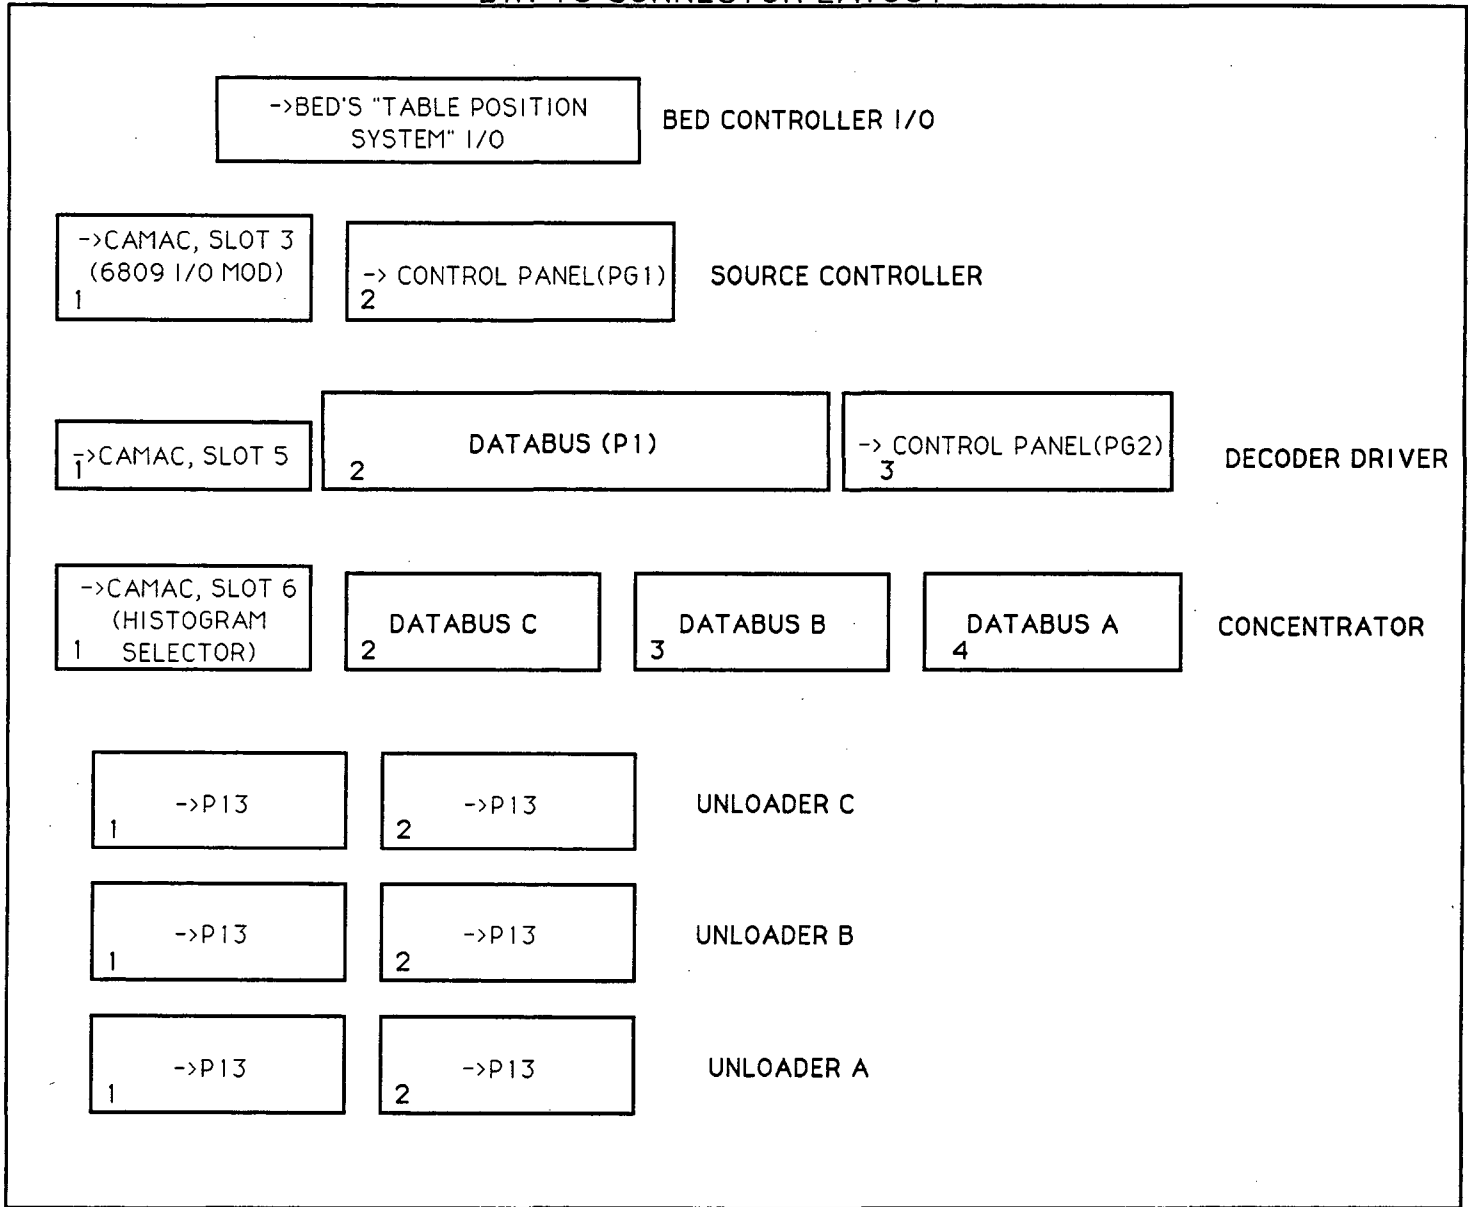 CONNECTOR LAYOUT
->BED'S "TABLE POSITION
SYSTEM" I/O
BED CONTROLLER I/O
->CAMAC, SLOT 3
(6809 I/O MOD)
1
-> CONTROL PANEL(PG1)
2
SOURCE CONTROLLER
->CAMAC, SLOT 5
1
DATABUS (P1)
2
-> CONTROL PANEL(PG2)
3
DECODER DRIVER
->CAMAC, SLOT 6
(HISTOGRAM
SELECTOR)
1
DATABUS C
2
DATABUS B
3
DATABUS A
4
CONCENTRATOR
->P13
1
->P13
2
UNLOADER C
->P13
1
->P13
2
UNLOADER B
->P13
1
->P13
2
UNLOADER A